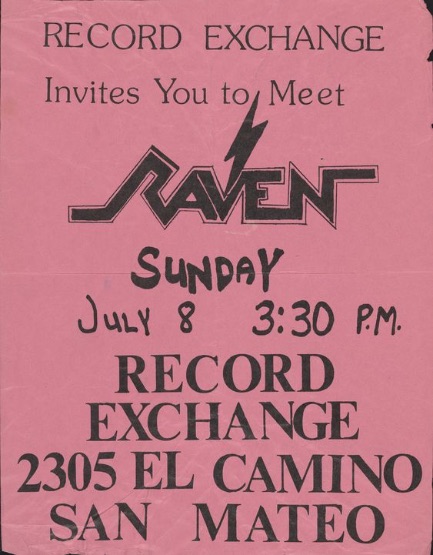 RECORD EXCHANGE
Invites You to Meet
RAVEN
SUNDAY
JULY 8 3:30 P.M.
RECORD
EXCHANGE
2305 EL CAMINO
SAN MATEO